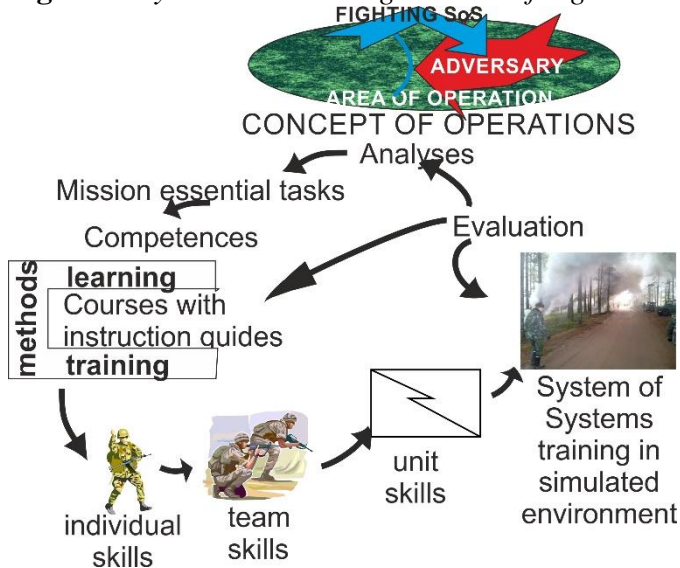 FIGHTING SoS
ADVERSARY
AREA OF OPERATION
CONCEPT OF OPERATIONS
Analyses
Mission essential tasks
Competences
Evaluation
methods
learning
Courses with
instruction guides
training
individual
skills
team
skills
unit
skills
System of
Systems
training in
simulated
environment